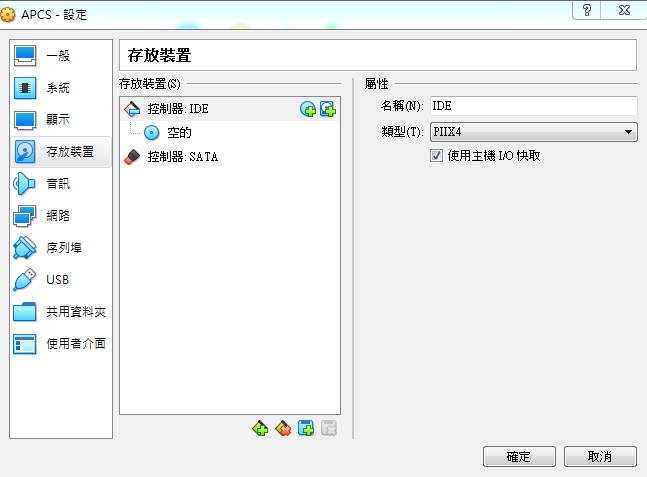 APCS - 設定
一般
系統
顯示
存放裝置
音訊
網路
序列埠
USB
共用資料夾
使用者介面
存放裝置
存放裝置(S)
控制器: IDE
空的
控制器: SATA
屬性
名稱(N): IDE
類型(T): PIIX4
使用主機 I/O 快取
確定 取消